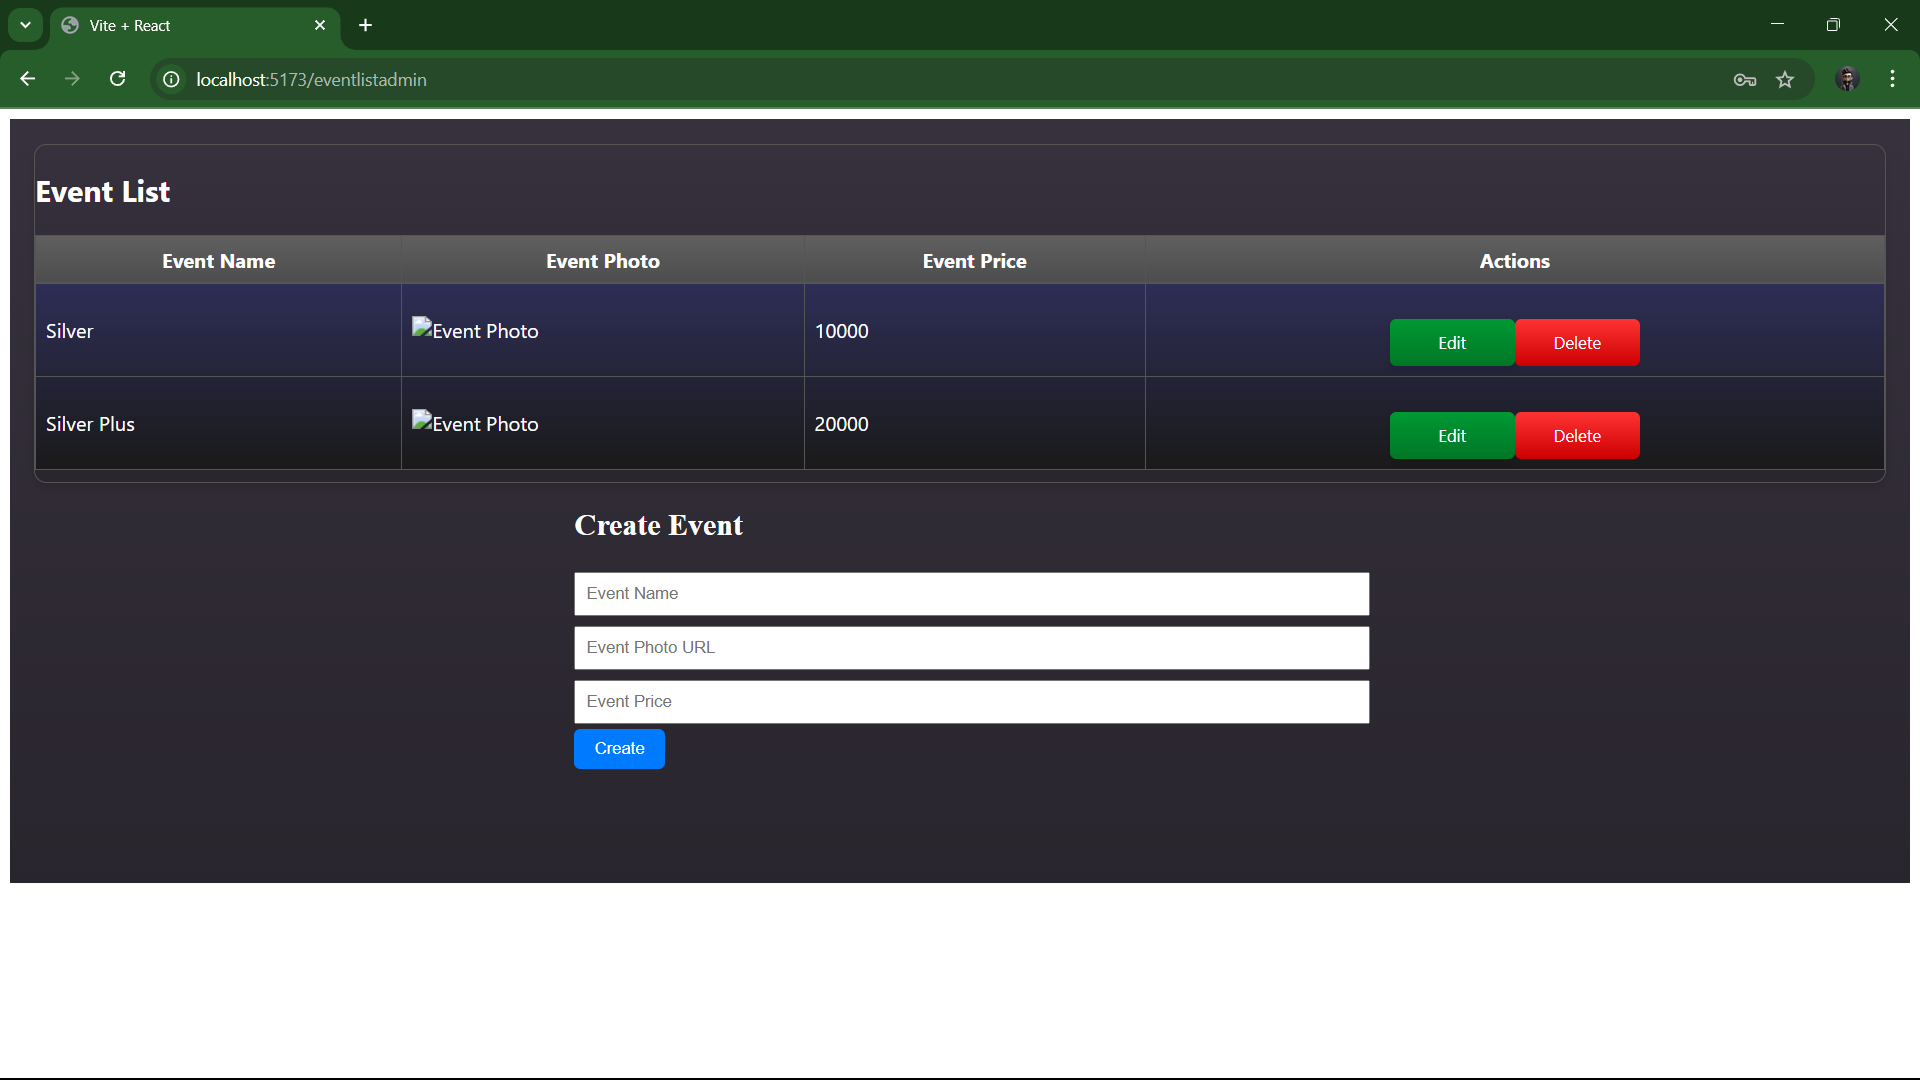 Vite + React
localhost:5173/eventlistadmin
Event List
Event Name Event Photo Event Price Actions
Silver Event Photo 10000 Edit Delete
Silver Plus Event Photo 20000 Edit Delete
Create Event
Event Name
Event Photo URL
Event Price
Create